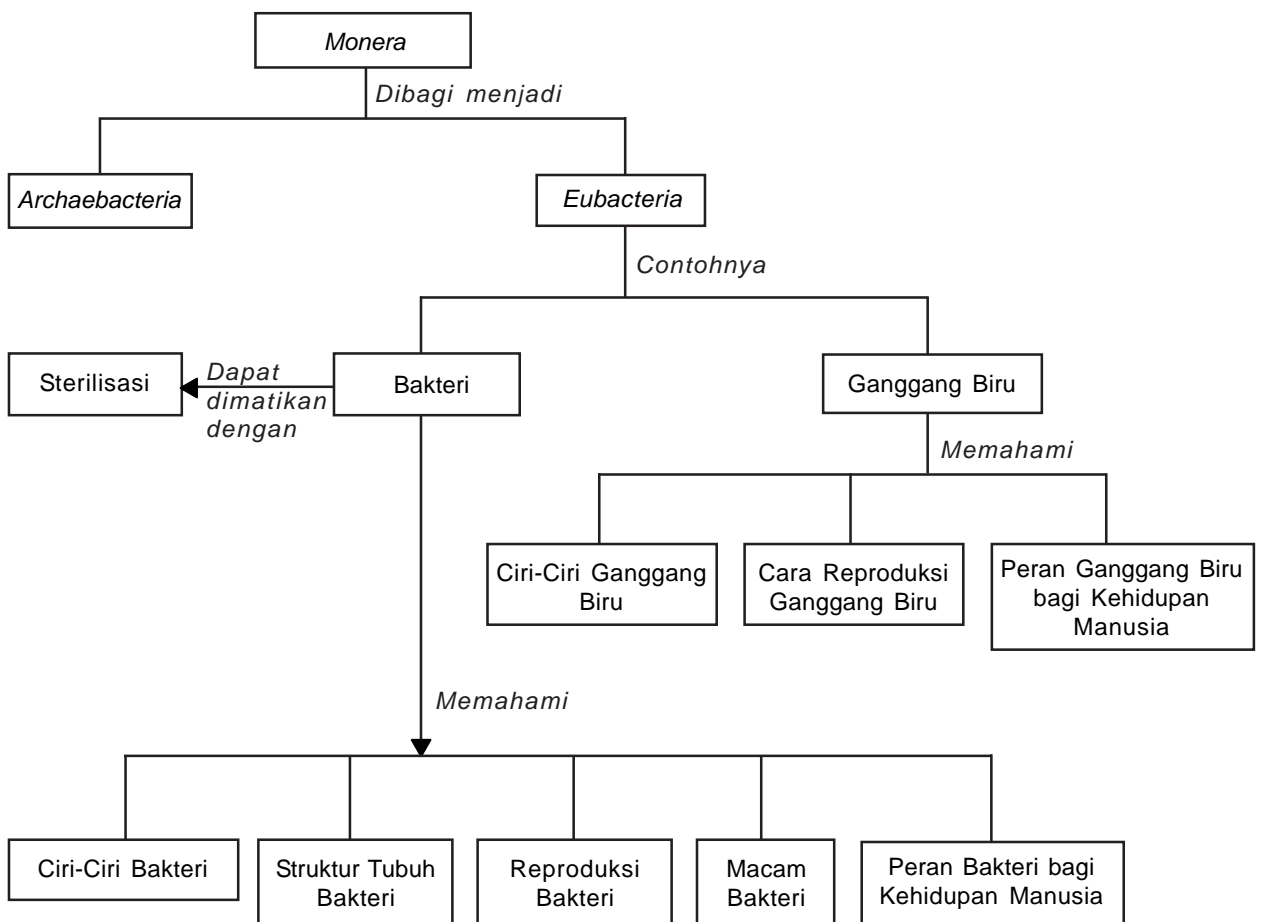 Monera
Dibagi menjadi
Archaebacteria
Eubacteria
Contohnya
Sterilisasi
Dapat
dimatikan
dengan
Bakteri
Ganggang Biru
Memahami
Ciri-Ciri Ganggang
Biru
Cara Reproduksi
Ganggang Biru
Peran Ganggang Biru
bagi Kehidupan
Manusia
Memahami
Ciri-Ciri Bakteri
Struktur Tubuh
Bakteri
Reproduksi
Bakteri
Macam
Bakteri
Peran Bakteri bagi
Kehidupan Manusia